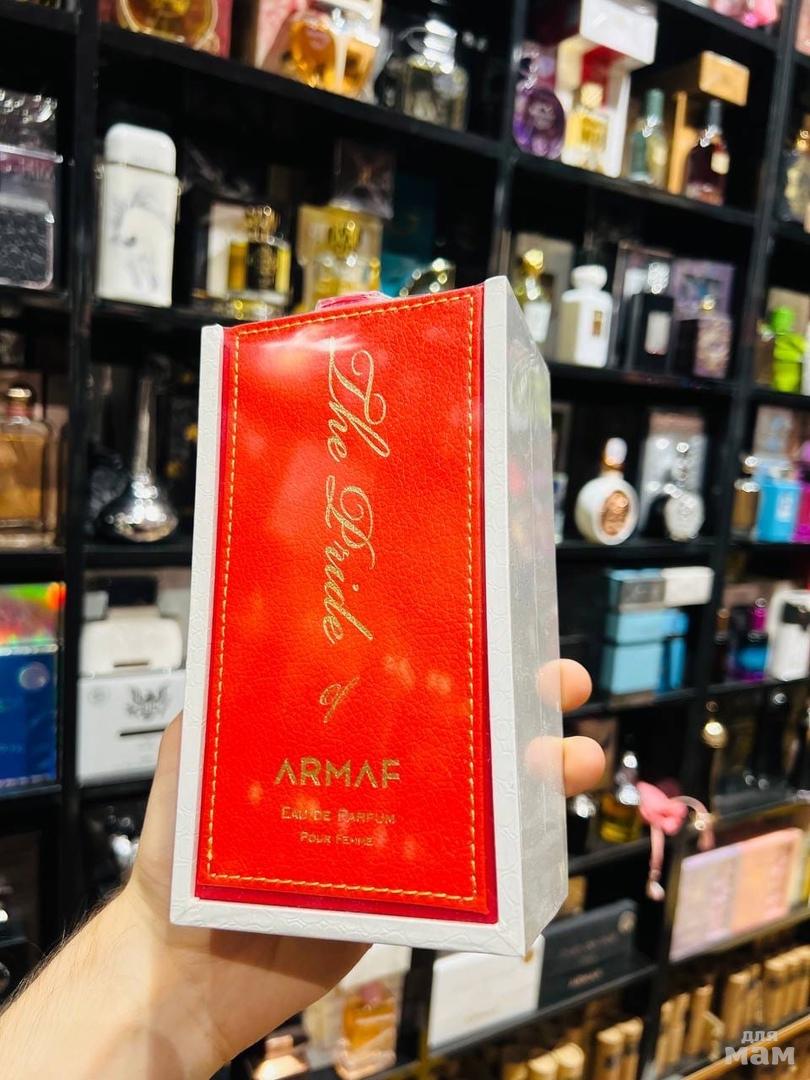 The Pride
of
ARMAF
EAU DE PARFUM
POUR FEMME
для
мам